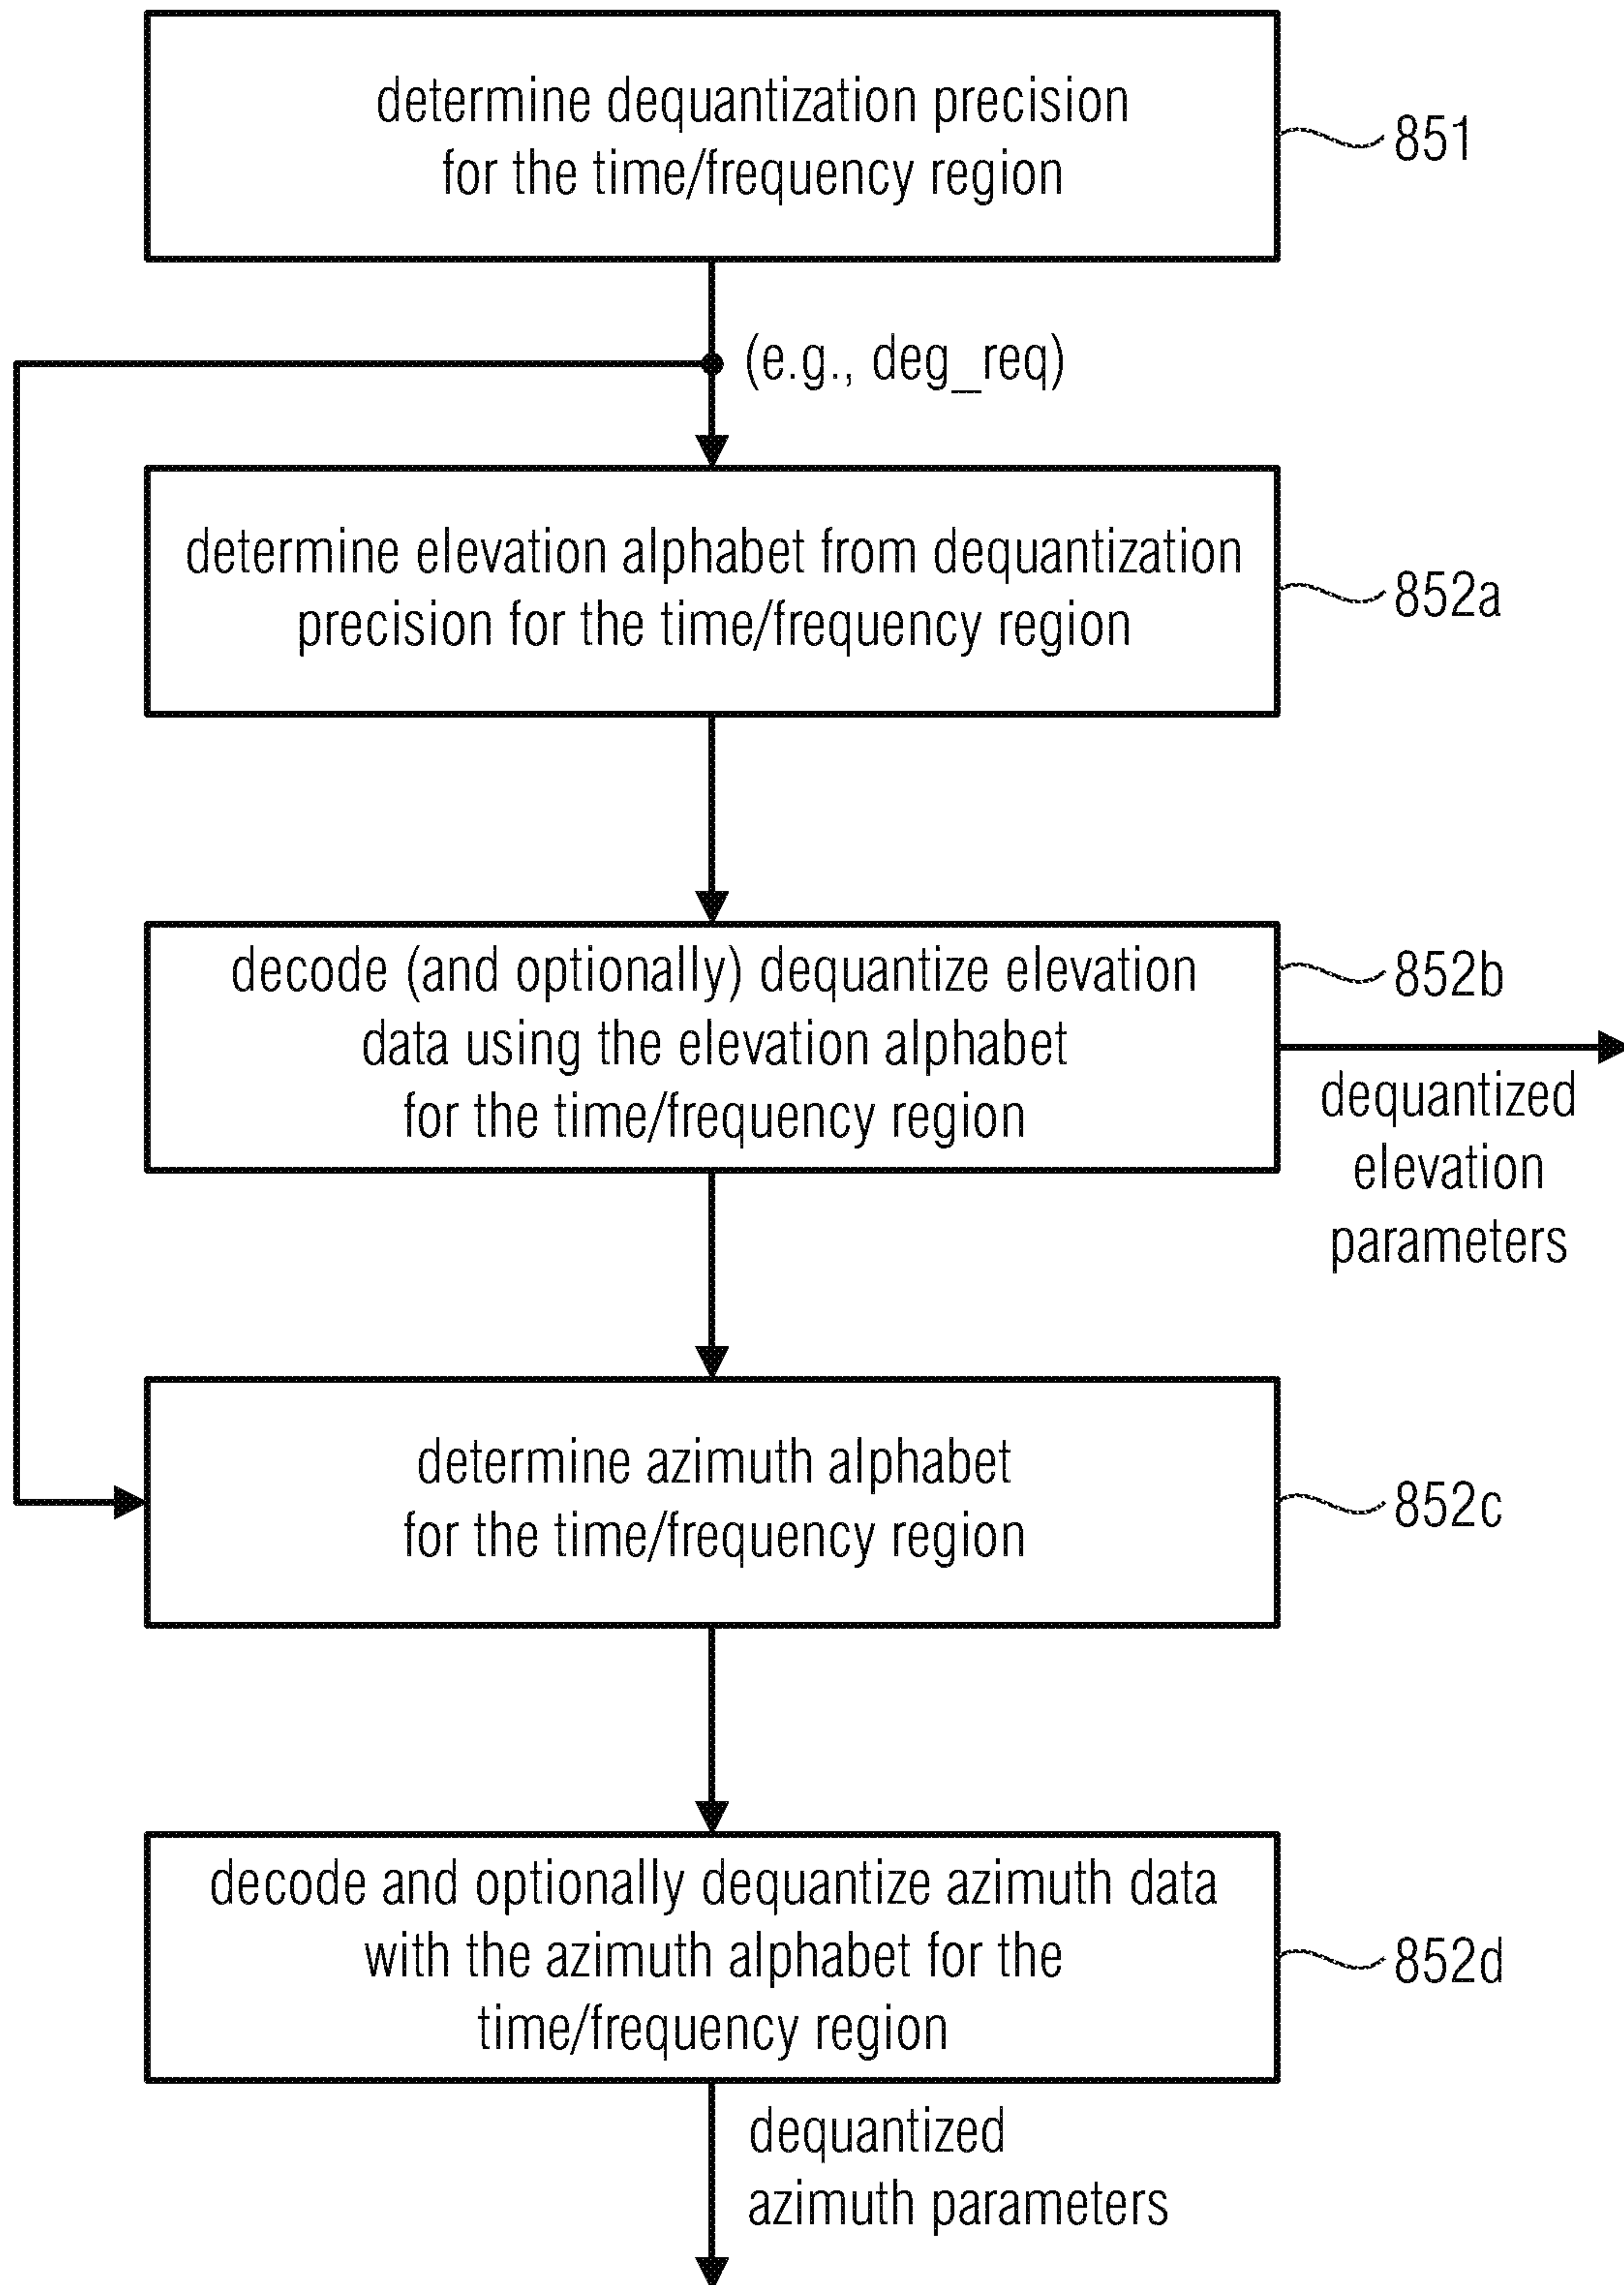 determine dequantization precision
for the time/frequency region
851
(e.g., deg_req)
determine elevation alphabet from dequantization
precision for the time/frequency region
852a
decode (and optionally) dequantize elevation
data using the elevation alphabet
for the time/frequency region
852b
dequantized
elevation
parameters
determine azimuth alphabet
for the time/frequency region
852c
decode and optionally dequantize azimuth data
with the azimuth alphabet for the
time/frequency region
852d
dequantized
azimuth parameters